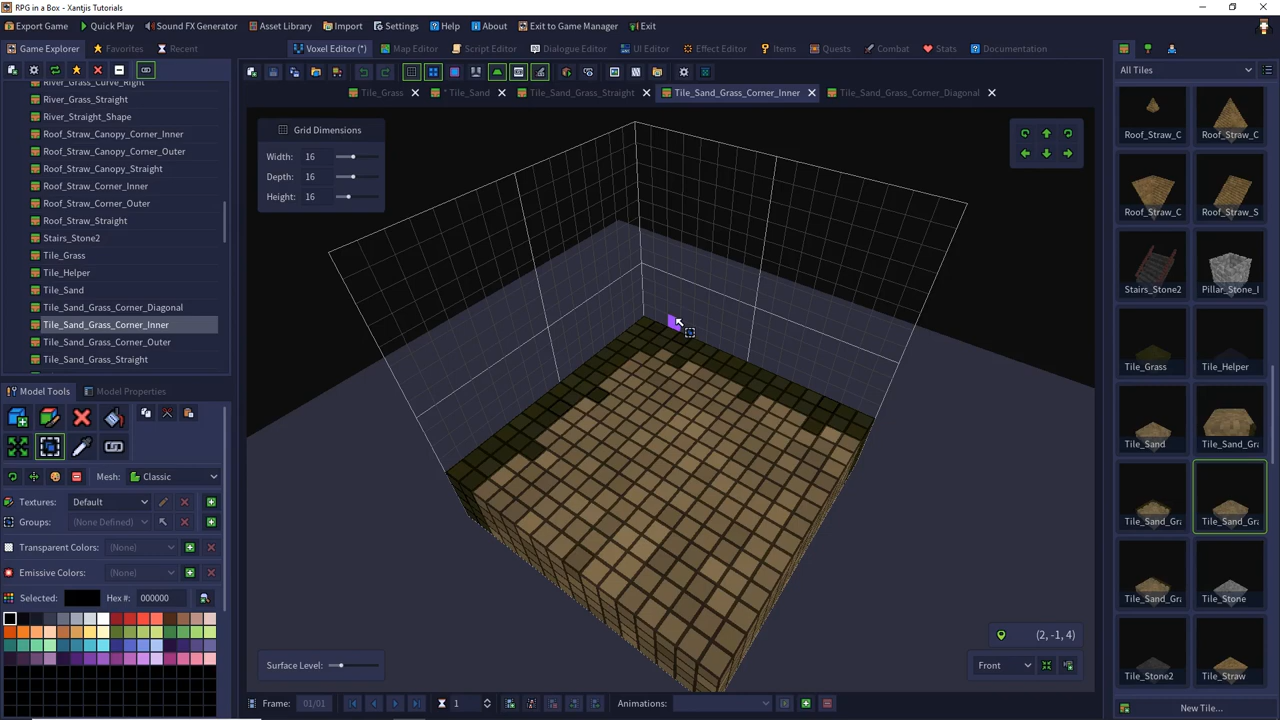 RPG in a Box - Xantjis Tutorials
Export Game Quick Play Sound FX Generator Asset Library Import Settings Help About Exit to Game Manager Exit
Game Explorer Favorites Recent
Voxel Editor (*) Map Editor Script Editor Dialogue Editor UI Editor Effect Editor Items Quests Combat Stats Documentation
Tile_Grass * Tile_Sand Tile_Sand_Grass_Straight Tile_Sand_Grass_Corner_Inner Tile_Sand_Grass_Corner_Diagonal
River_Grass_Curve_Right
River_Grass_Straight
River_Straight_Shape
Roof_Straw_Canopy_Corner_Inner
Roof_Straw_Canopy_Corner_Outer
Roof_Straw_Canopy_Straight
Roof_Straw_Corner_Inner
Roof_Straw_Corner_Outer
Roof_Straw_Straight
Stairs_Stone2
Tile_Grass
Tile_Helper
Tile_Sand
Tile_Sand_Grass_Corner_Diagonal
Tile_Sand_Grass_Corner_Inner
Tile_Sand_Grass_Corner_Outer
Tile_Sand_Grass_Straight
Model Tools Model Properties
Mesh: Classic
Textures: Default
Groups: (None Defined)
Transparent Colors: (None)
Emissive Colors: (None)
Selected: Hex #: 000000
Grid Dimensions
Width: 16
Depth: 16
Height: 16
(2, -1, 4)
Surface Level:
Front
Frame: 01/01 1 Animations:
All Tiles
Roof_Straw_C Roof_Straw_C
Roof_Straw_C Roof_Straw_S
Stairs_Stone2 Pillar_Stone_I
Tile_Grass Tile_Helper
Tile_Sand Tile_Sand_Gra
Tile_Sand_Gra Tile_Sand_Gra
Tile_Sand_Gra Tile_Stone
Tile_Stone2 Tile_Straw
New Tile...